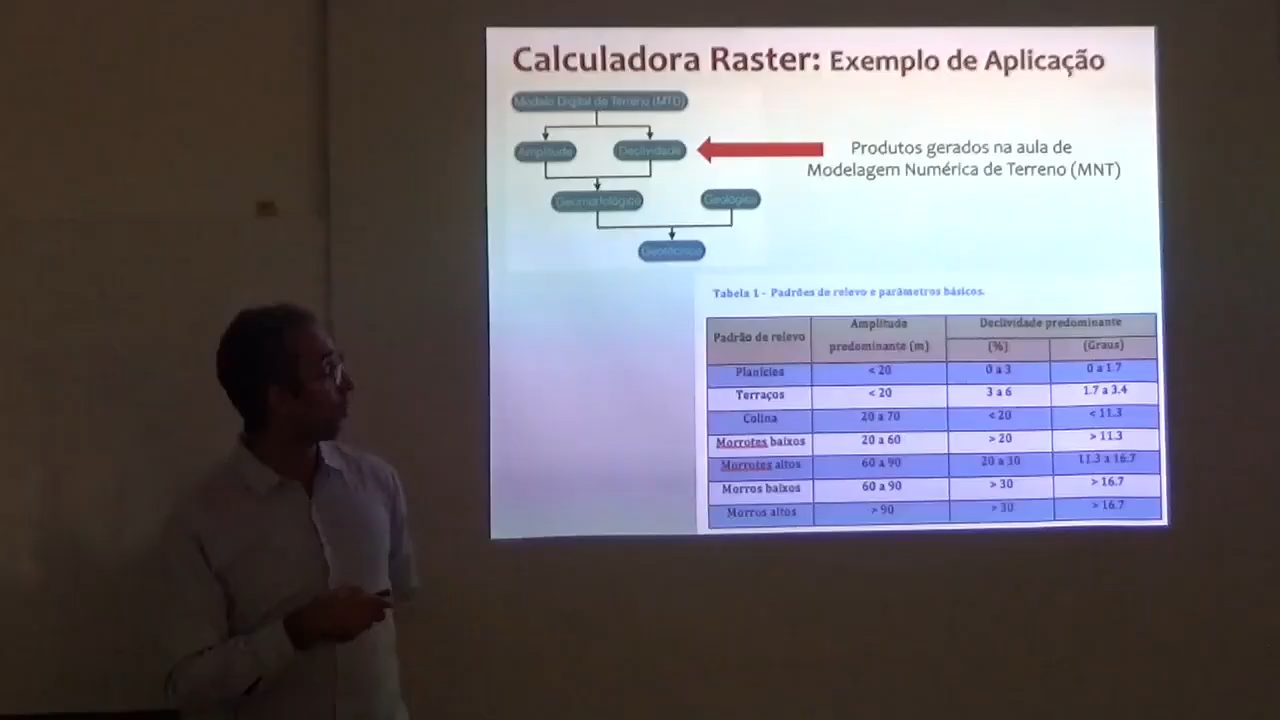 Calculadora Raster: Exemplo de Aplicação
Modelo Digital de Terreno (MTD)
Amplitude
Declividade
Produtos gerados na aula de
Modelagem Numérica de Terreno (MNT)
Geomorfológico
Geológico
Tabela 1 - Padrões de relevo e parâmetros básicos.
Padrão de relevo
Amplitude
predominante (m)
Declividade predominante
(%) (Graus)
Planícies < 20 0 a 3 0 a 1.7
Terraços < 20 3 a 6 1.7 a 3.4
Colina 20 a 70 < 20 < 11.3
Morrotes baixos 20 a 60 > 20 > 11.3
Morrotes altos 60 a 90 20 a 30 11.3 a 16.7
Morros baixos 60 a 90 > 30 > 16.7
Morros altos > 90 > 30 > 16.7